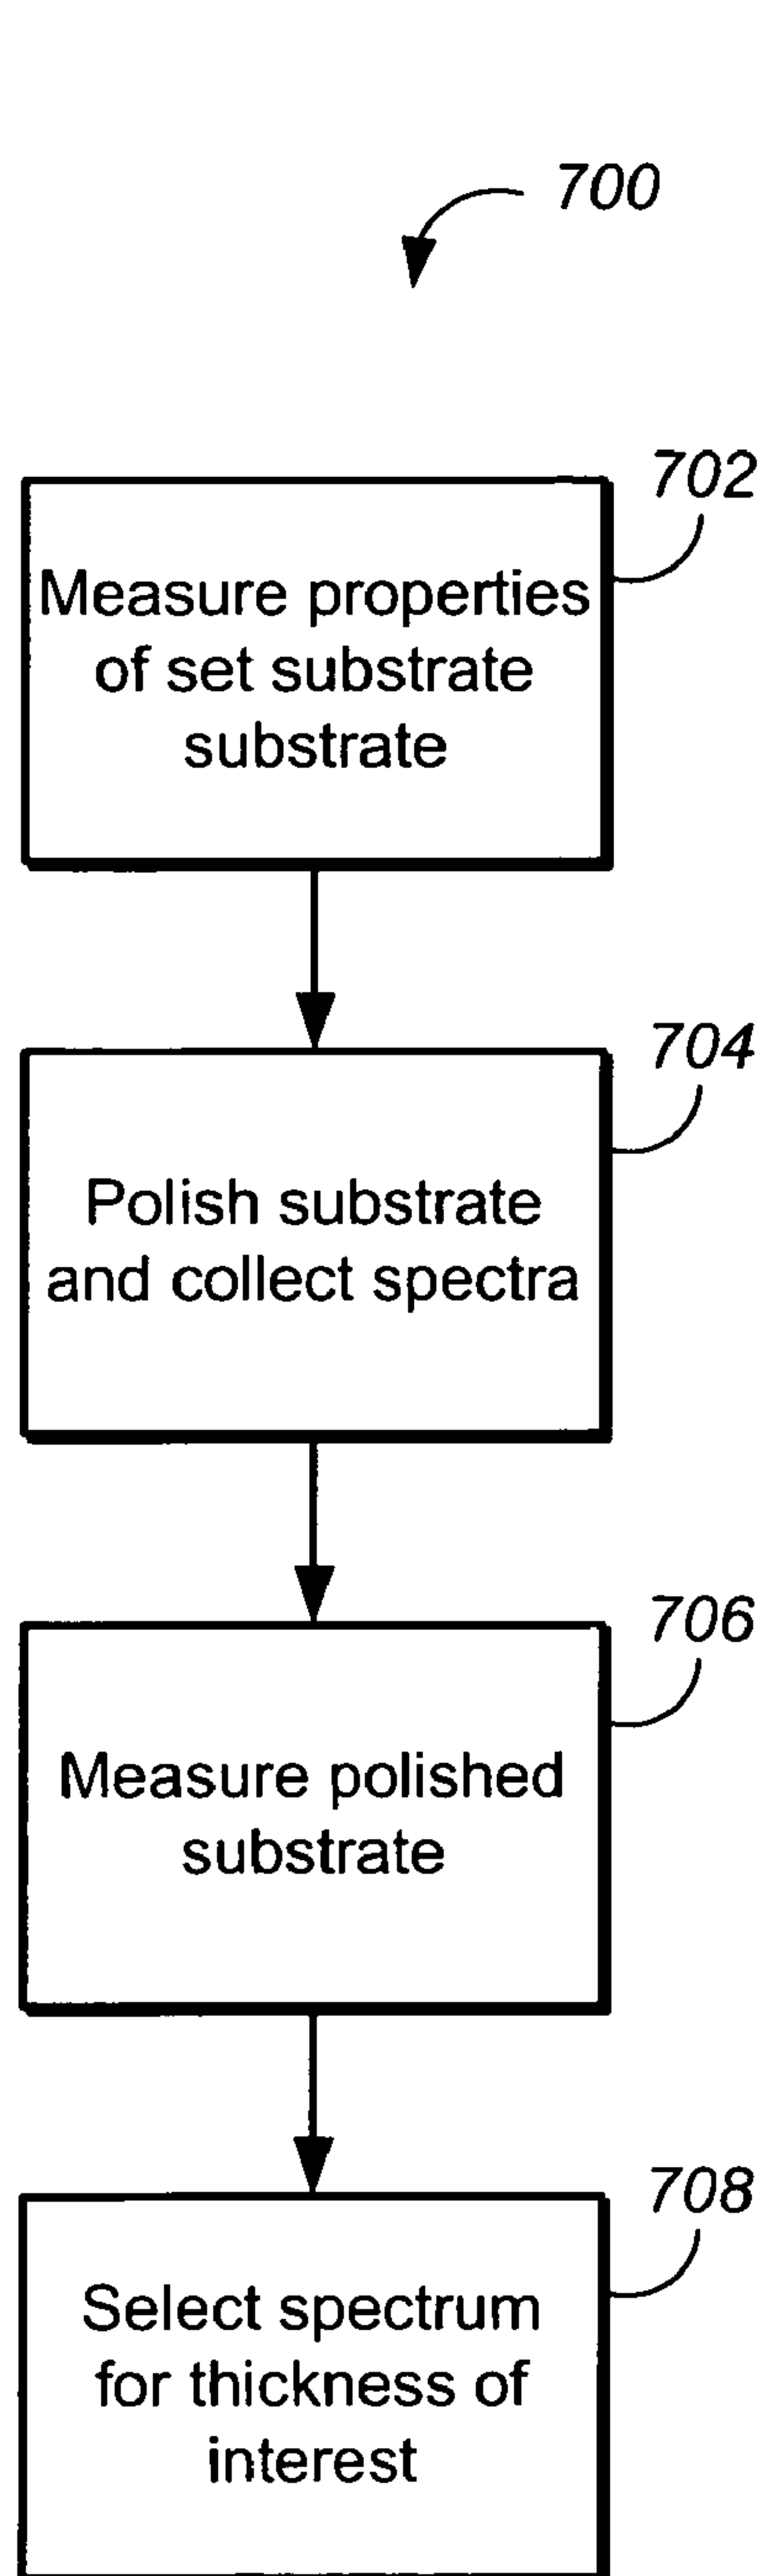 700
702
Measure properties
of set substrate
substrate
704
Polish substrate
and collect spectra
706
Measure polished
substrate
708
Select spectrum
for thickness of
interest